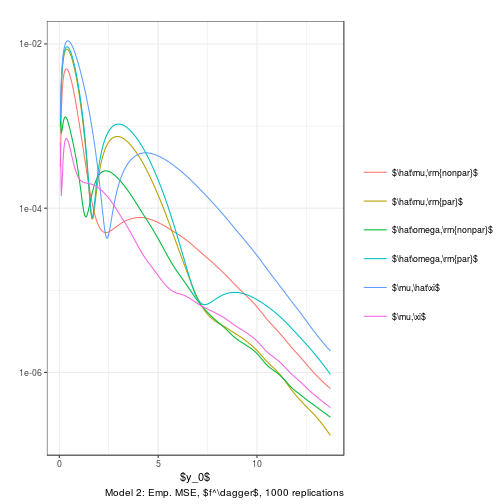 1e-02
1e-04
1e-06
0
5
10
$y_0$
Model 2: Emp. MSE, $f^\dagger$, 1000 replications
$\hat\mu,\rm{nonpar}$
$\hat\mu,\rm{par}$
$\hat\omega,\rm{nonpar}$
$\hat\omega,\rm{par}$
$\mu,\hat\xi$
$\mu,\xi$